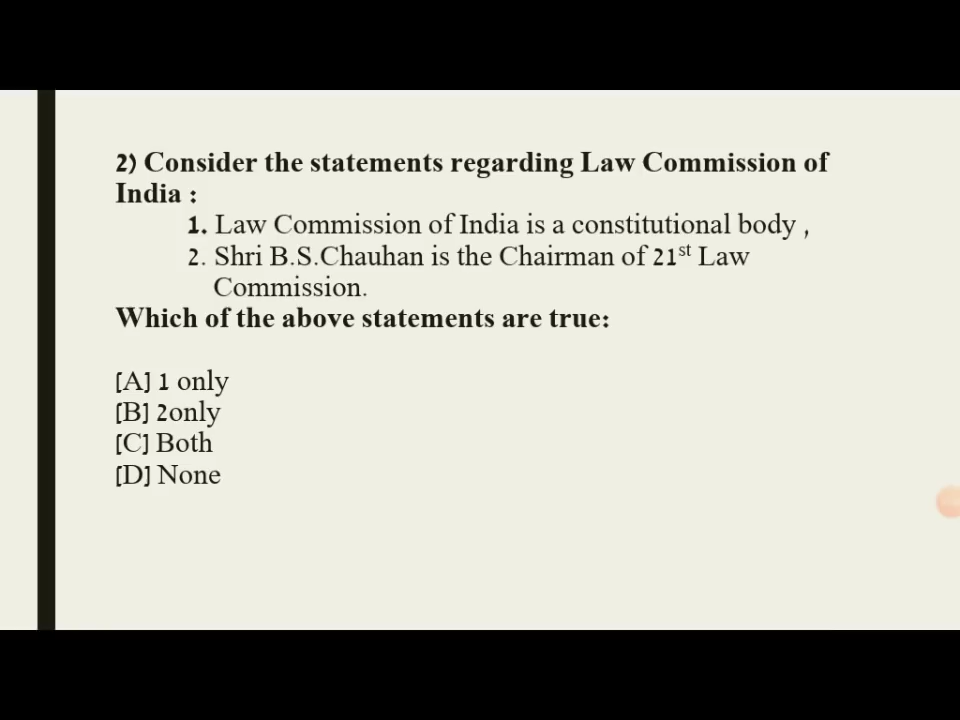 2) Consider the statements regarding Law Commission of
India :
1. Law Commission of India is a constitutional body ,
2. Shri B.S.Chauhan is the Chairman of 21st Law
Commission.
Which of the above statements are true:
[A] 1 only
[B] 2only
[C] Both
[D] None